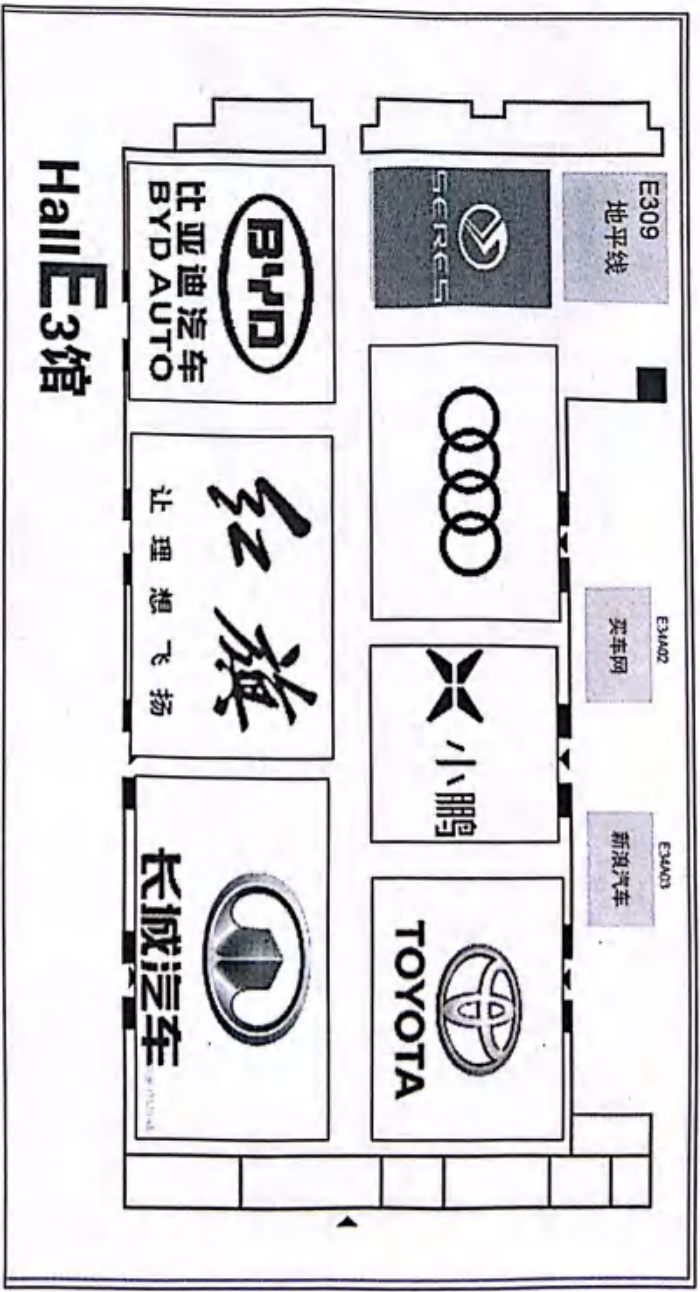 E309
地平线
SERES
E34A02
买车网
E34A03
新浪汽车
小鹏
TOYOTA
BYD
比亚迪汽车
BYD AUTO
红旗
让理想飞扬
长城汽车
Hall E3馆